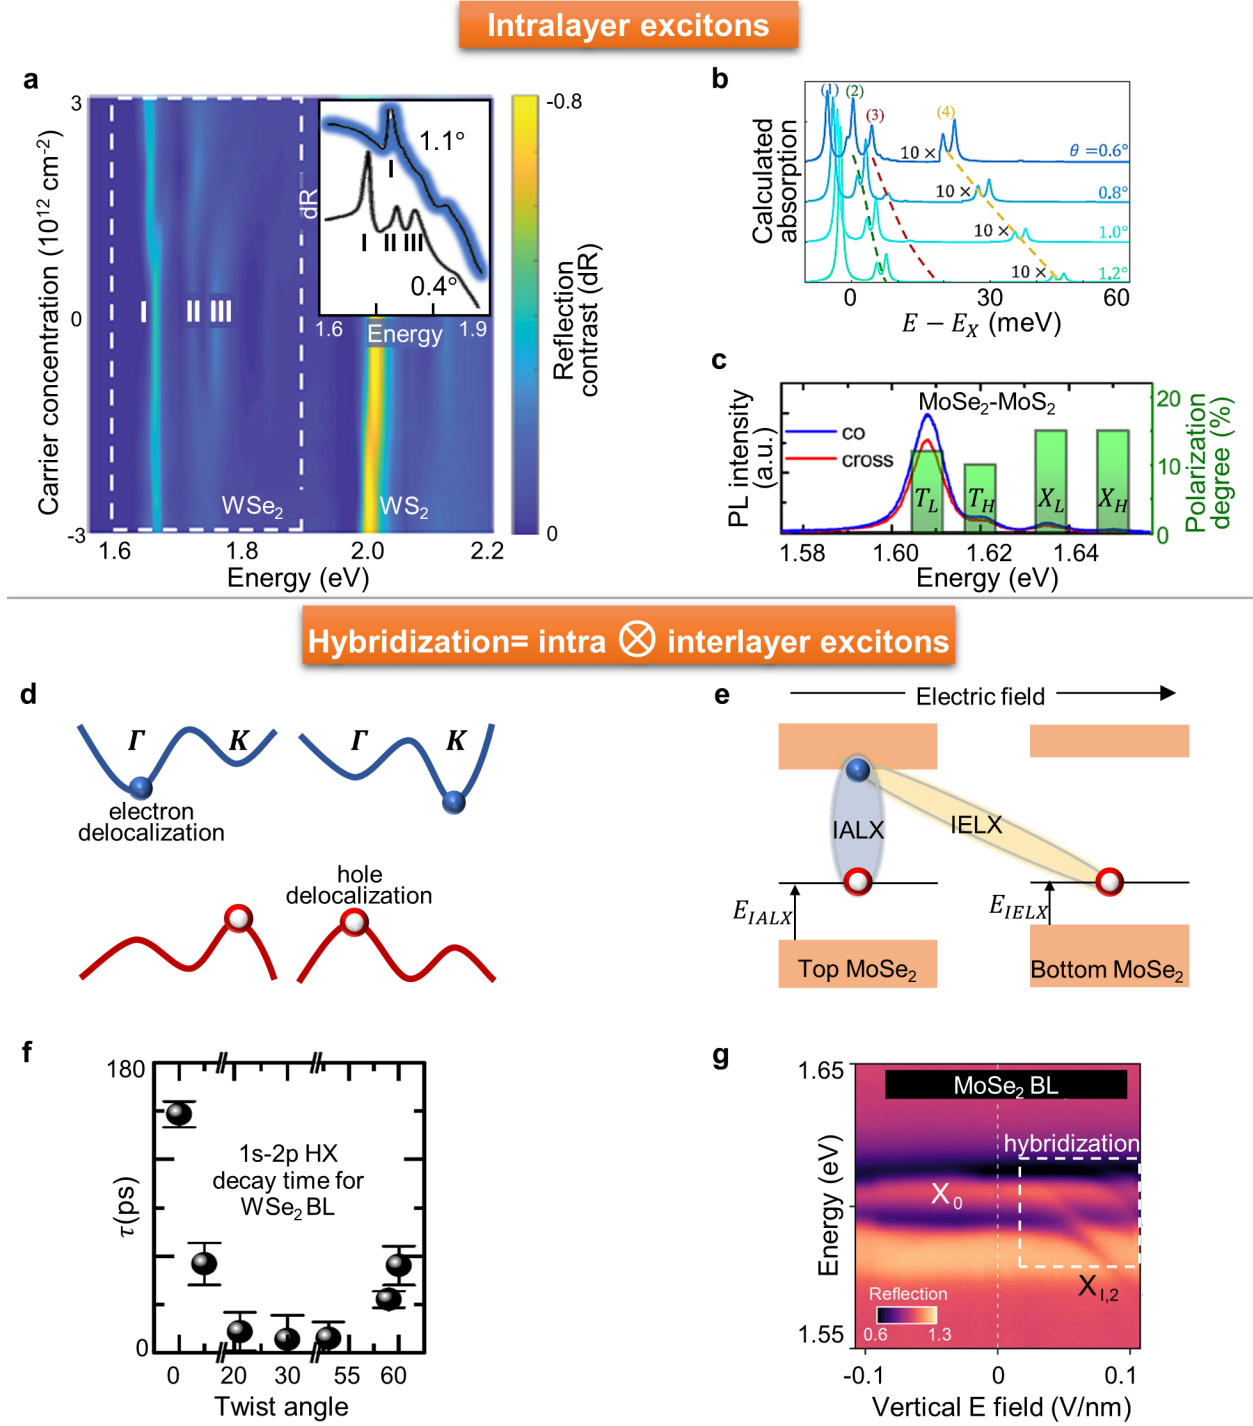 Intralayer excitons
a
Carrier concentration (10¹² cm⁻²)
3
0
-3
I
II
III
WSe₂
WS₂
1.6
1.8
2.0
2.2
Energy (eV)
dR
1.1°
I
I
II
III
0.4°
1.6
Energy
1.9
-0.8
0
Reflection
contrast (dR)
b
Calculated
absorption
(1)
(2)
(3)
(4)
10 ×
θ =0.6°
10 ×
0.8°
10 ×
1.0°
10 ×
1.2°
0
30
60
E − E_X (meV)
c
PL intensity
(a.u.)
MoSe₂-MoS₂
co
cross
T_L
T_H
X_L
X_H
20
10
0
Polarization
degree (%)
1.58
1.60
1.62
1.64
Energy (eV)
Hybridization= intra ⊗ interlayer excitons
d
Γ
K
Γ
K
electron
delocalization
hole
delocalization
e
Electric field
IALX
IELX
E_IALX
E_IELX
Top MoSe₂
Bottom MoSe₂
f
180
0
τ(ps)
1s-2p HX
decay time for
WSe₂ BL
0
20
30
55
60
Twist angle
g
1.65
1.55
Energy (eV)
MoSe₂ BL
hybridization
X₀
X_I,2
Reflection
0.6
1.3
-0.1
0
0.1
Vertical E field (V/nm)